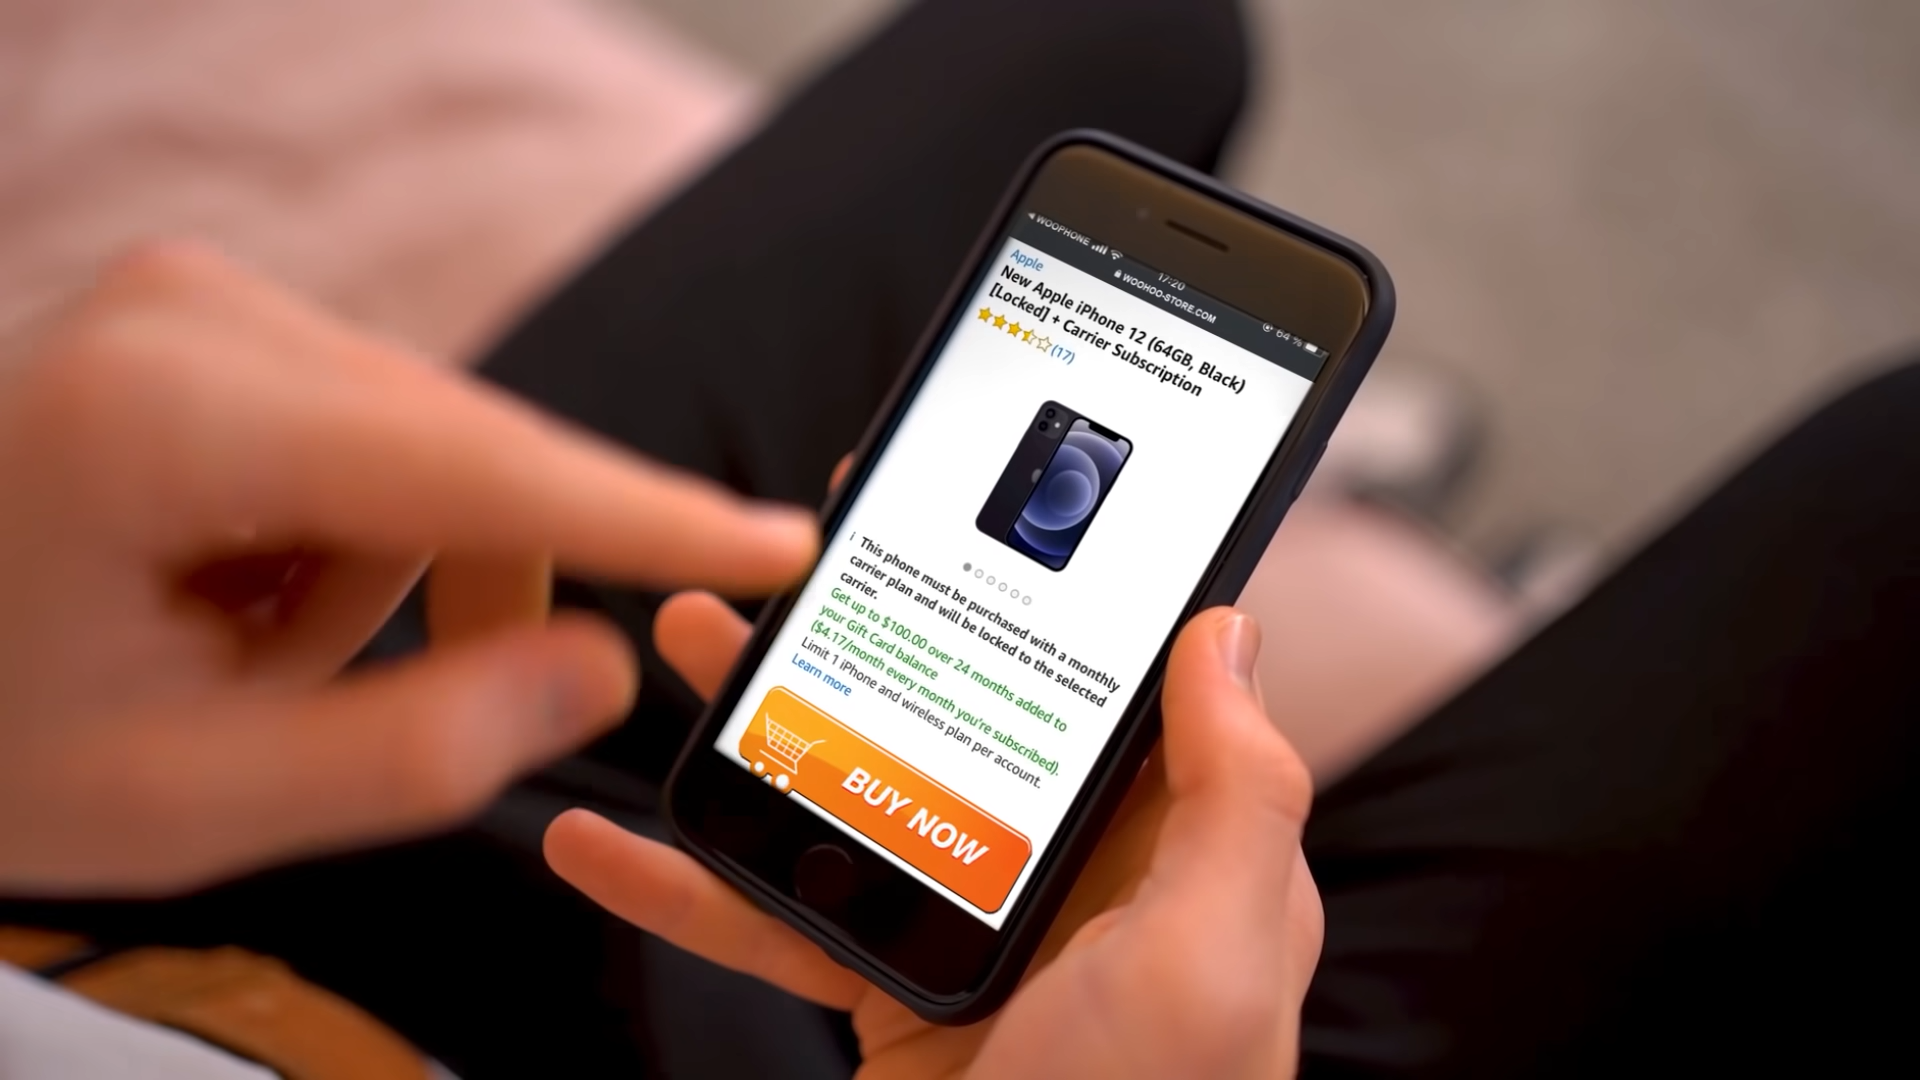 WOOPHONE
17:20
64 %
WOOHOO-STORE.COM
Apple
New Apple iPhone 12 (64GB, Black)
[Locked] + Carrier Subscription
(17)
i This phone must be purchased with a monthly
carrier plan and will be locked to the selected
carrier.
Get up to $100.00 over 24 months added to
your Gift Card balance
($4.17/month every month you're subscribed).
Limit 1 iPhone and wireless plan per account.
Learn more
BUY NOW